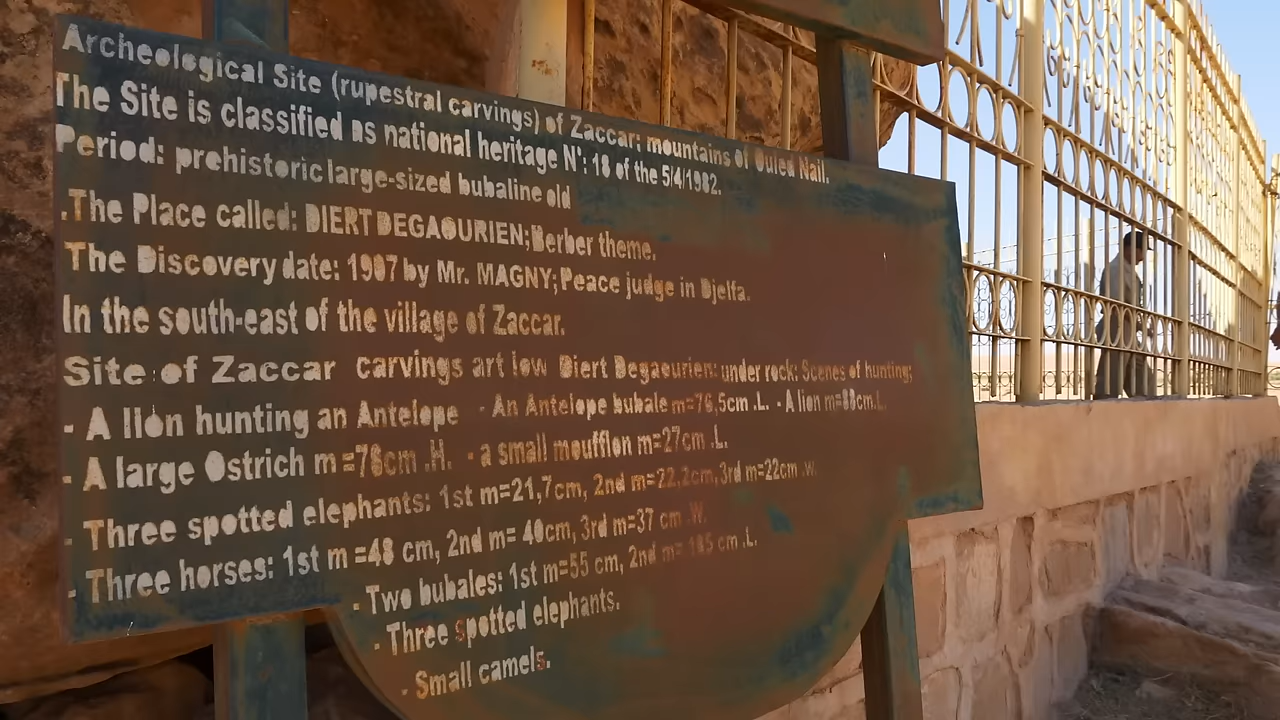 Archeological Site (rupestral carvings) of Zaccar; mountains of Ouled Nail.
The Site is classified as national heritage N°: 18 of the 5/4/1982.
Period: prehistoric large-sized bubaline old
.The Place called: DIERT DEGAOURIEN; Berber theme.
The Discovery date: 1907 by Mr. MAGNY; Peace judge in Djelfa.
In the south-east of the village of Zaccar.
Site of Zaccar carvings art low Diert Degaourien: under rock: Scenes of hunting;
- A lion hunting an Antelope - An Antelope bubale m=76,5cm .L. - A lion m=88cm.L.
- A large Ostrich m=78cm .H. - a small moufflon m=27cm .L.
- Three spotted elephants: 1st m=21,7cm, 2nd m=22,2cm, 3rd m=22cm .W.
- Three horses: 1st m=48 cm, 2nd m= 40cm, 3rd m=37 cm .W.
- Two bubales: 1st m=55 cm, 2nd m= 185 cm .L.
- Three spotted elephants.
- Small camels.